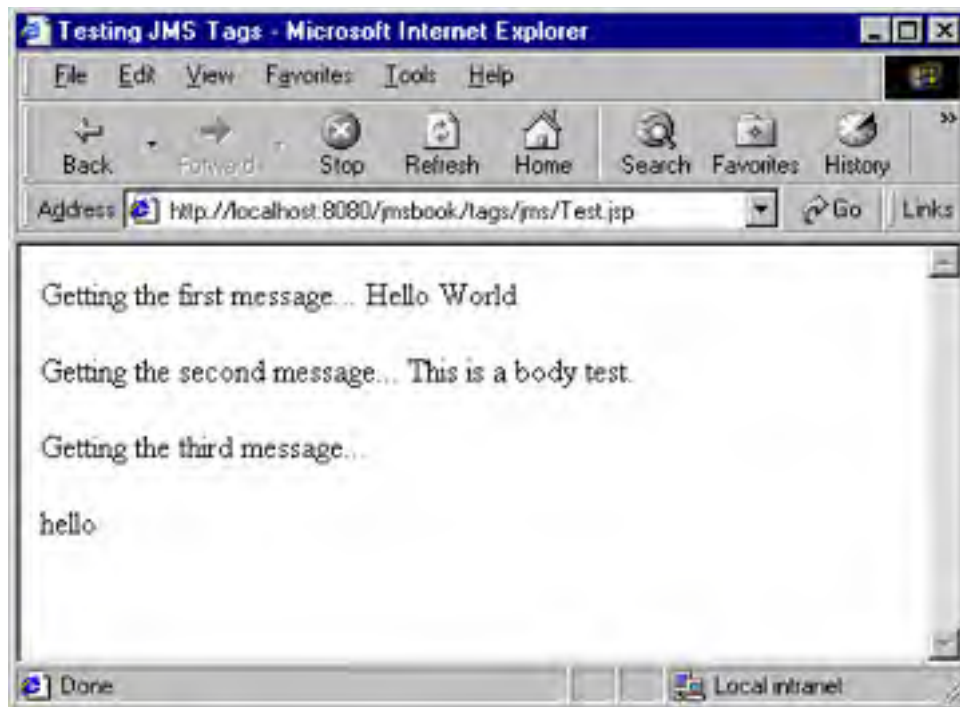 Testing JMS Tags - Microsoft Internet Explorer
File Edit View Favorites Tools Help
Back Forward Stop Refresh Home Search Favorites History »
Address http://localhost:8080/jmsbook/tags/jms/Test.jsp Go Links
Getting the first message... Hello World
Getting the second message... This is a body test.
Getting the third message...
hello
Done Local intranet